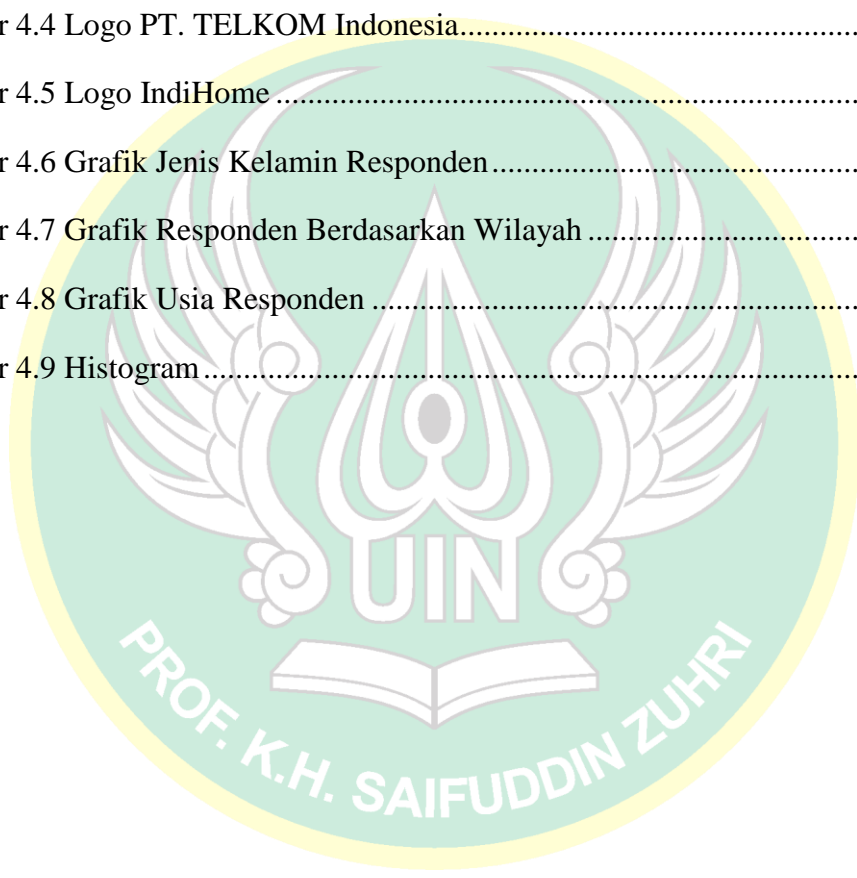 r 4.4 Logo PT. TELKOM Indonesia
r 4.5 Logo IndiHome
r 4.6 Grafik Jenis Kelamin Responden
r 4.7 Grafik Responden Berdasarkan Wilayah
r 4.8 Grafik Usia Responden
r 4.9 Histogram
UIN
PROF. K.H. SAIFUDDIN ZUHRI